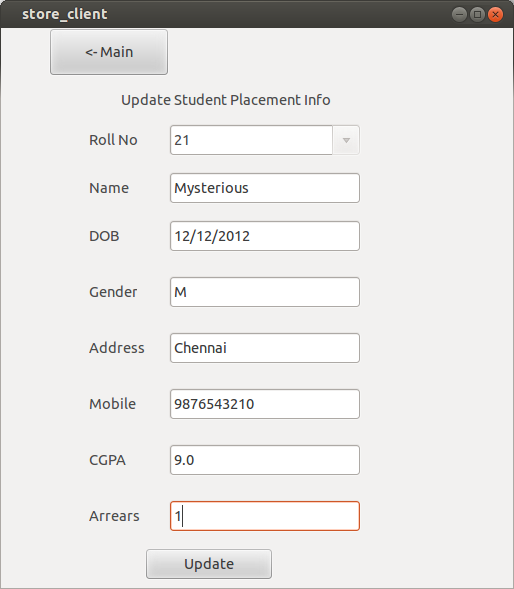 store_client
<- Main
Update Student Placement Info
Roll No 21
Name Mysterious
DOB 12/12/2012
Gender M
Address Chennai
Mobile 9876543210
CGPA 9.0
Arrears 1
Update